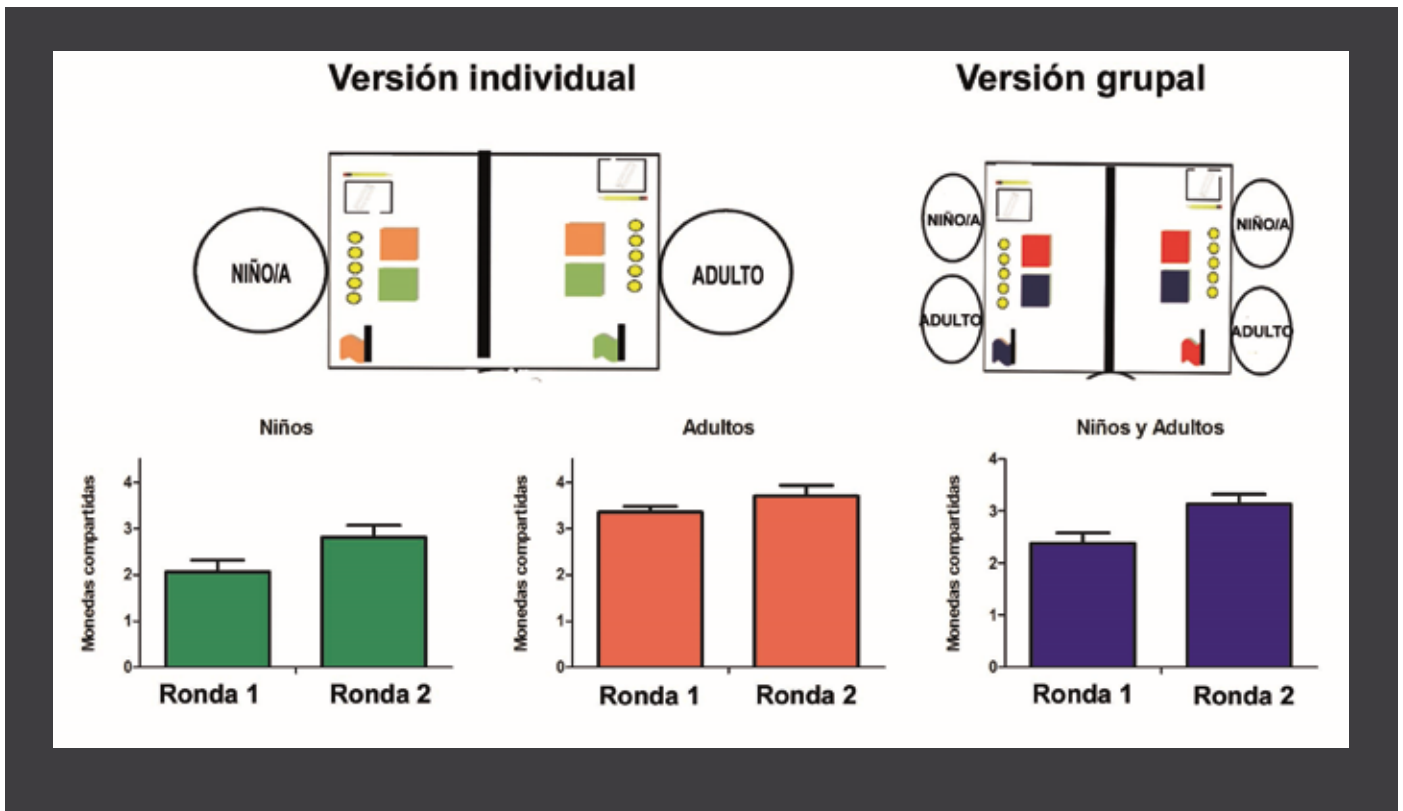 Versión individual
Versión grupal
NIÑO/A
ADULTO
NIÑO/A
ADULTO
NIÑO/A
ADULTO
Niños
Monedas compartidas
4
3
2
1
0
Ronda 1
Ronda 2
Adultos
Monedas compartidas
4
3
2
1
0
Ronda 1
Ronda 2
Niños y Adultos
Monedas compartidas
4
3
2
1
0
Ronda 1
Ronda 2